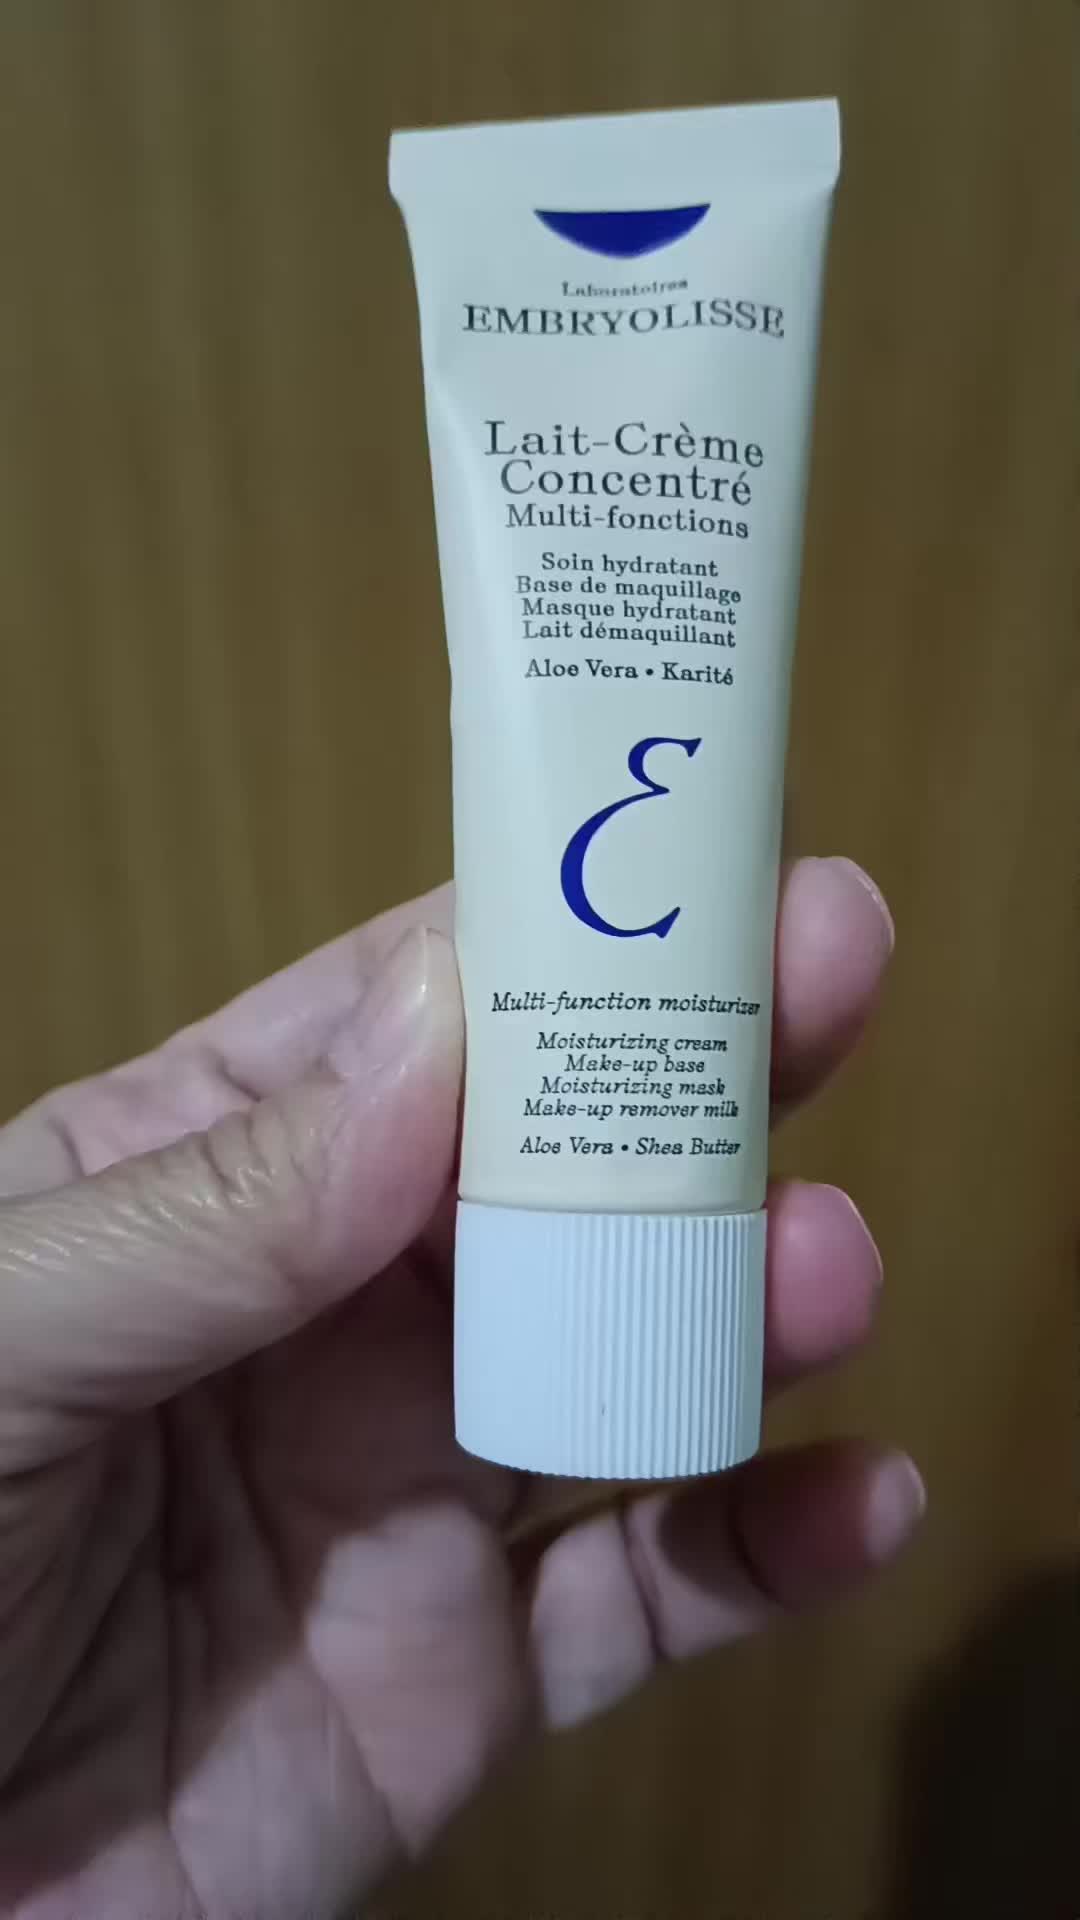 Laboratoires
EMBRYOLISSE
Lait-Crème
Concentré
Multi-fonctions
Soin hydratant
Base de maquillage
Masque hydratant
Lait démaquillant
Aloe Vera • Karité
ε
Multi-function moisturizer
Moisturizing cream
Make-up base
Moisturizing mask
Make-up remover milk
Aloe Vera • Shea Butter